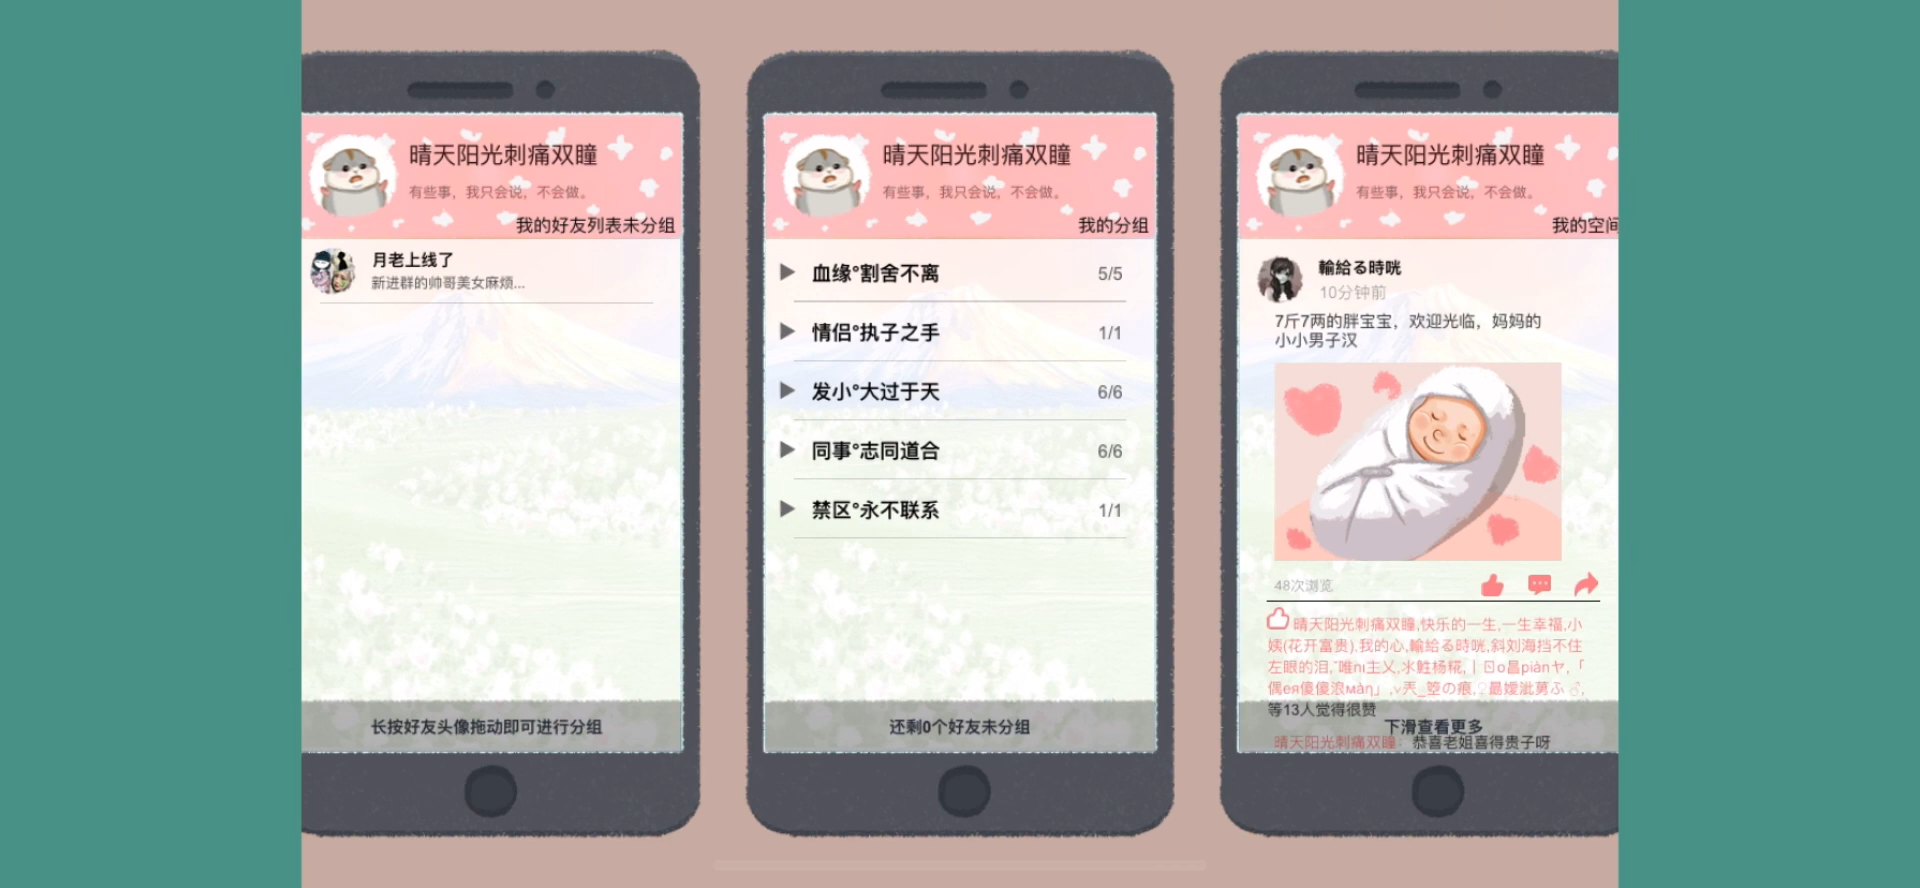 晴天阳光刺痛双瞳
有些事，我只会说，不会做。
我的好友列表未分组
月老上线了
新进群的帅哥美女麻烦...
长按好友头像拖动即可进行分组
晴天阳光刺痛双瞳
有些事，我只会说，不会做。
我的分组
血缘°割舍不离 5/5
情侣°执子之手 1/1
发小°大过于天 6/6
同事°志同道合 6/6
禁区°永不联系 1/1
还剩0个好友未分组
晴天阳光刺痛双瞳
有些事，我只会说，不会做。
我的空间
輸給る時咣
10分钟前
7斤7两的胖宝宝，欢迎光临，妈妈的
小小男子汉
48次浏览
晴天阳光刺痛双瞳,快乐的一生,一生幸福,小
姨(花开富贵),我的心,輸給る時咣,斜刘海挡不住
左眼的泪,
等13人觉得很赞
下滑查看更多
晴天阳光刺痛双瞳: 恭喜老姐喜得贵子呀